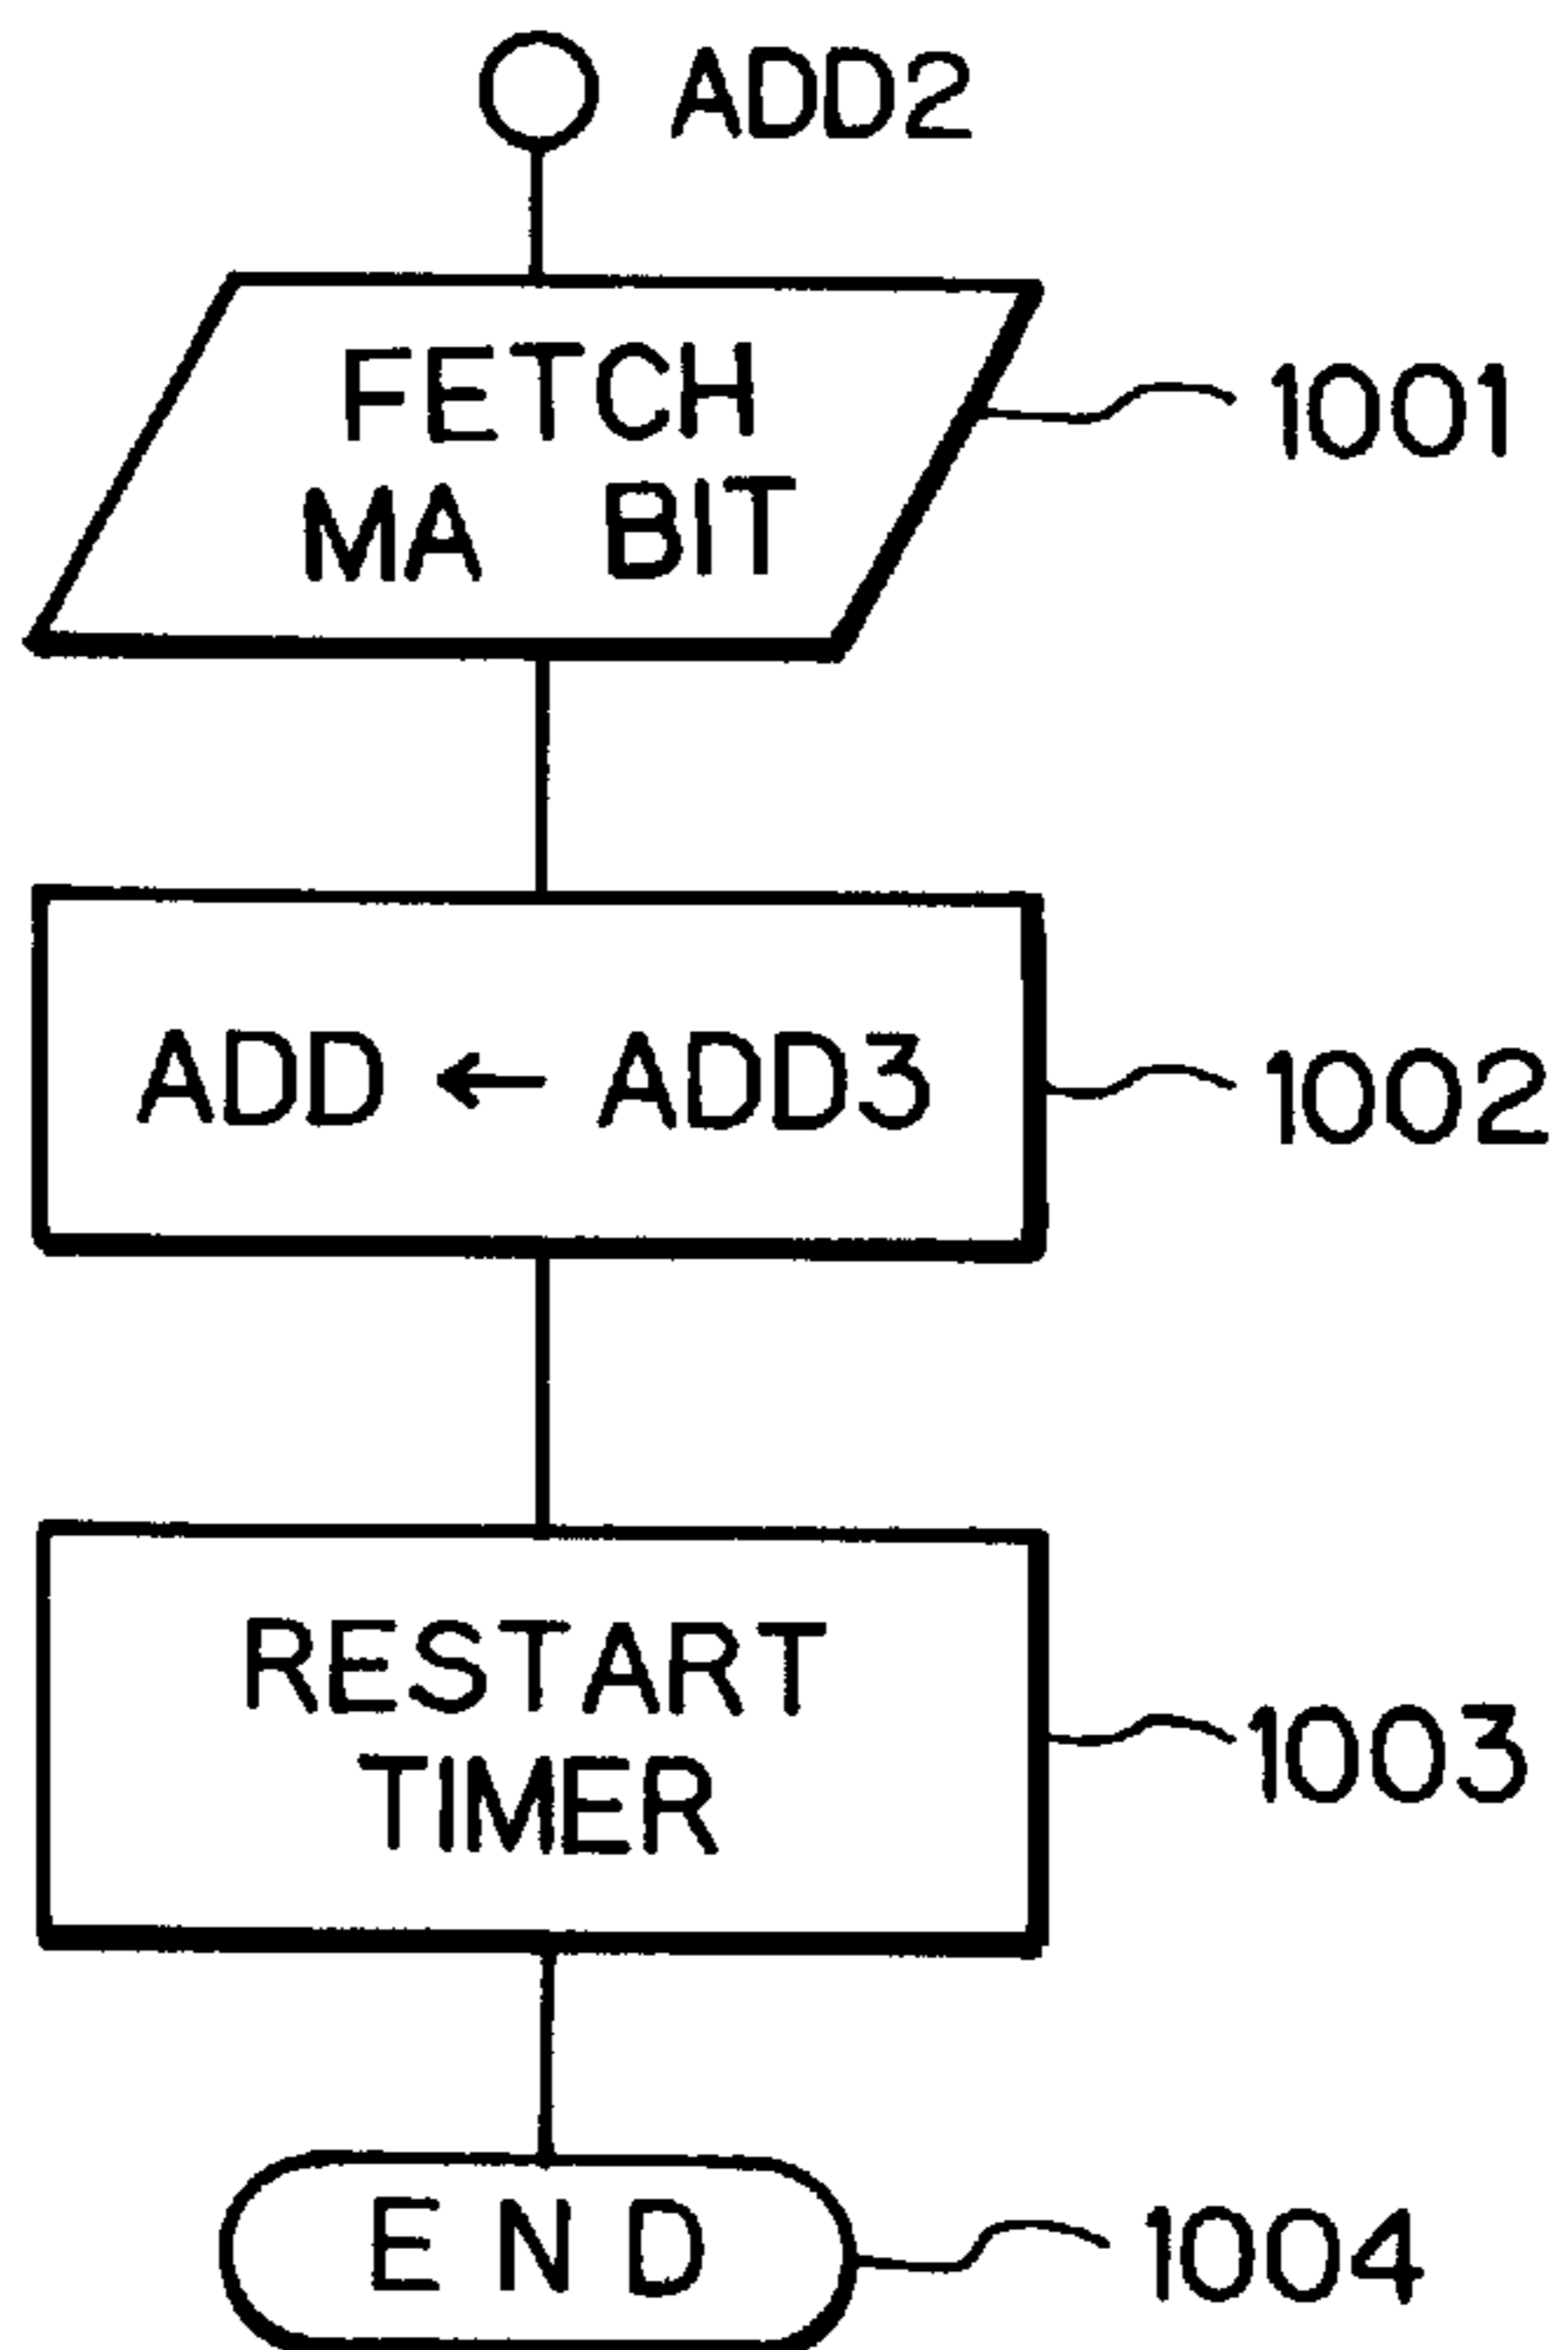 ADD2
FETCH
MA BIT
1001
ADD ← ADD3
1002
RESTART
TIMER
1003
END
1004